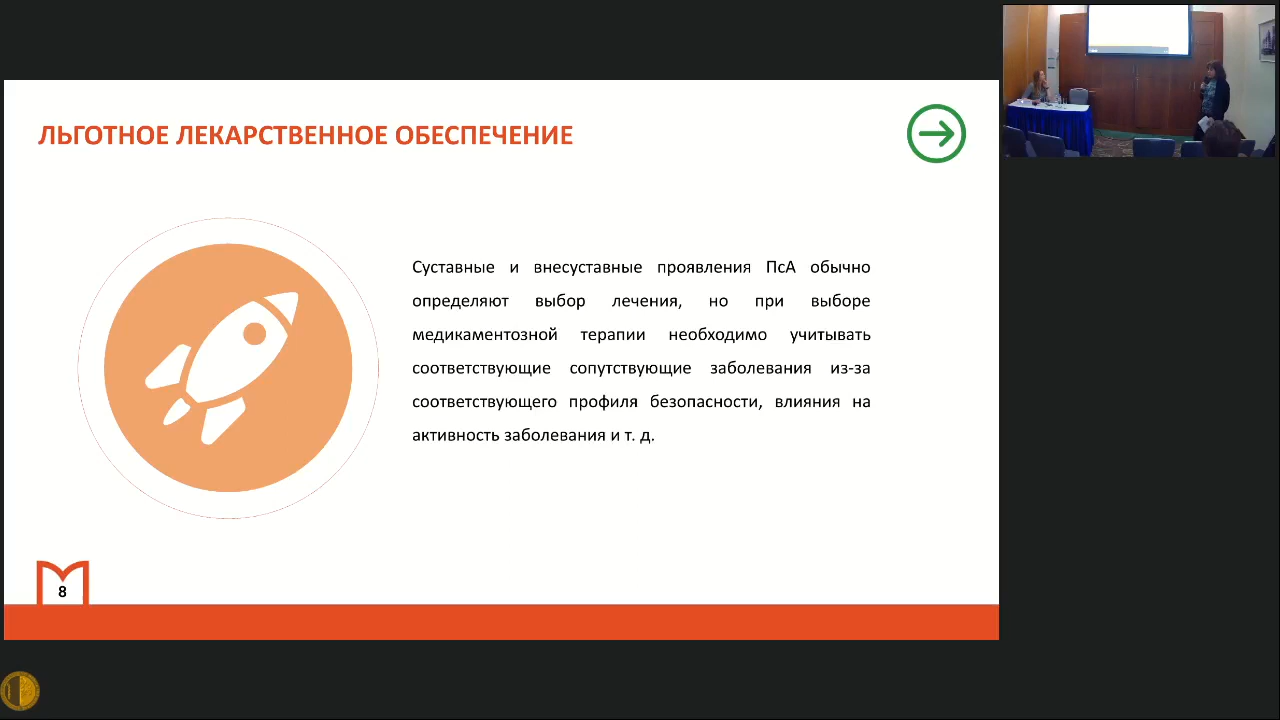 ЛЬГОТНОЕ ЛЕКАРСТВЕННОЕ ОБЕСПЕЧЕНИЕ
Суставные и внесуставные проявления ПсА обычно
определяют выбор лечения, но при выборе
медикаментозной терапии необходимо учитывать
соответствующие сопутствующие заболевания из-за
соответствующего профиля безопасности, влияния на
активность заболевания и т. д.
8